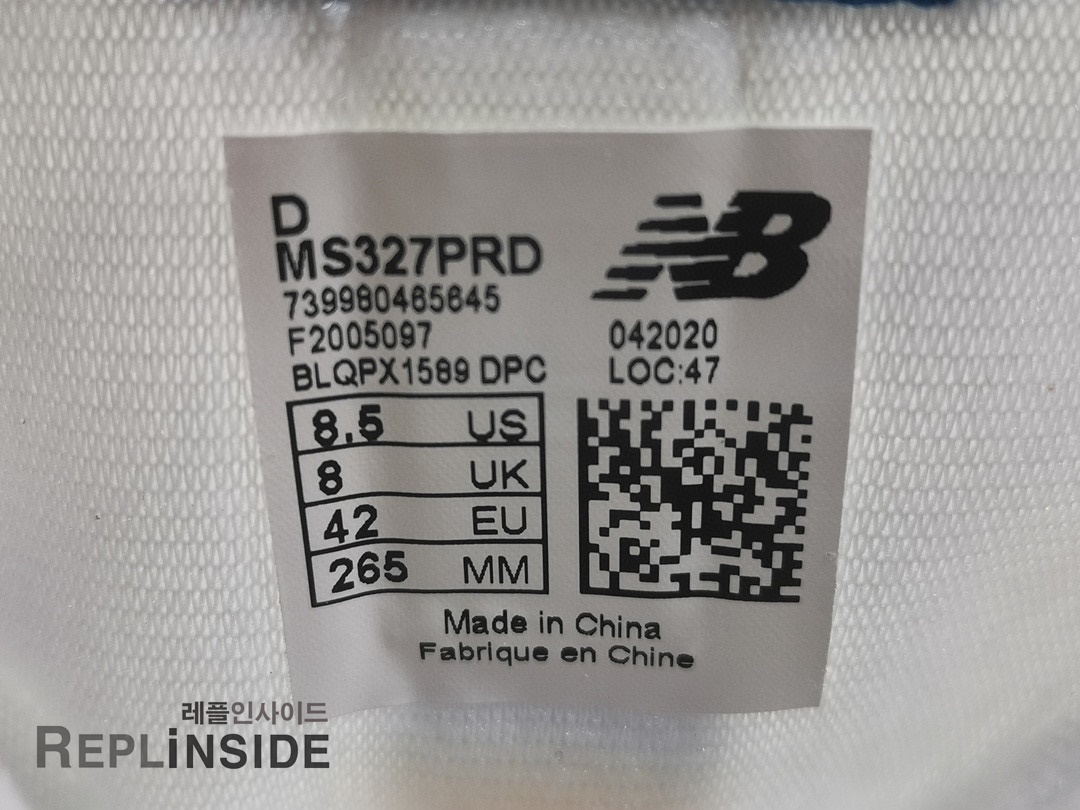 D
MS327PRD
NB
739980465645
F2005097
042020
BLQPX1589 DPC
LOC:47
8.5 US
8 UK
42 EU
265 MM
Made in China
Fabrique en Chine
레플인사이드
REPLiNSIDE